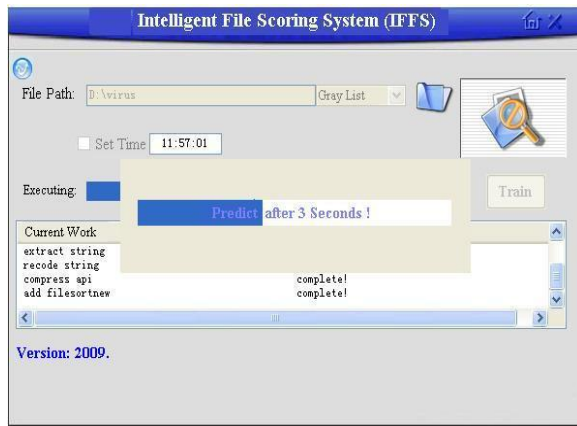 Intelligent File Scoring System (IFFS)
File Path: D:\virus Gray List
Set Time 11:57:01
Executing: Train
Predict after 3 Seconds !
Current Work
extract string
recode string
compress api complete!
add filesortnew complete!
Version: 2009.